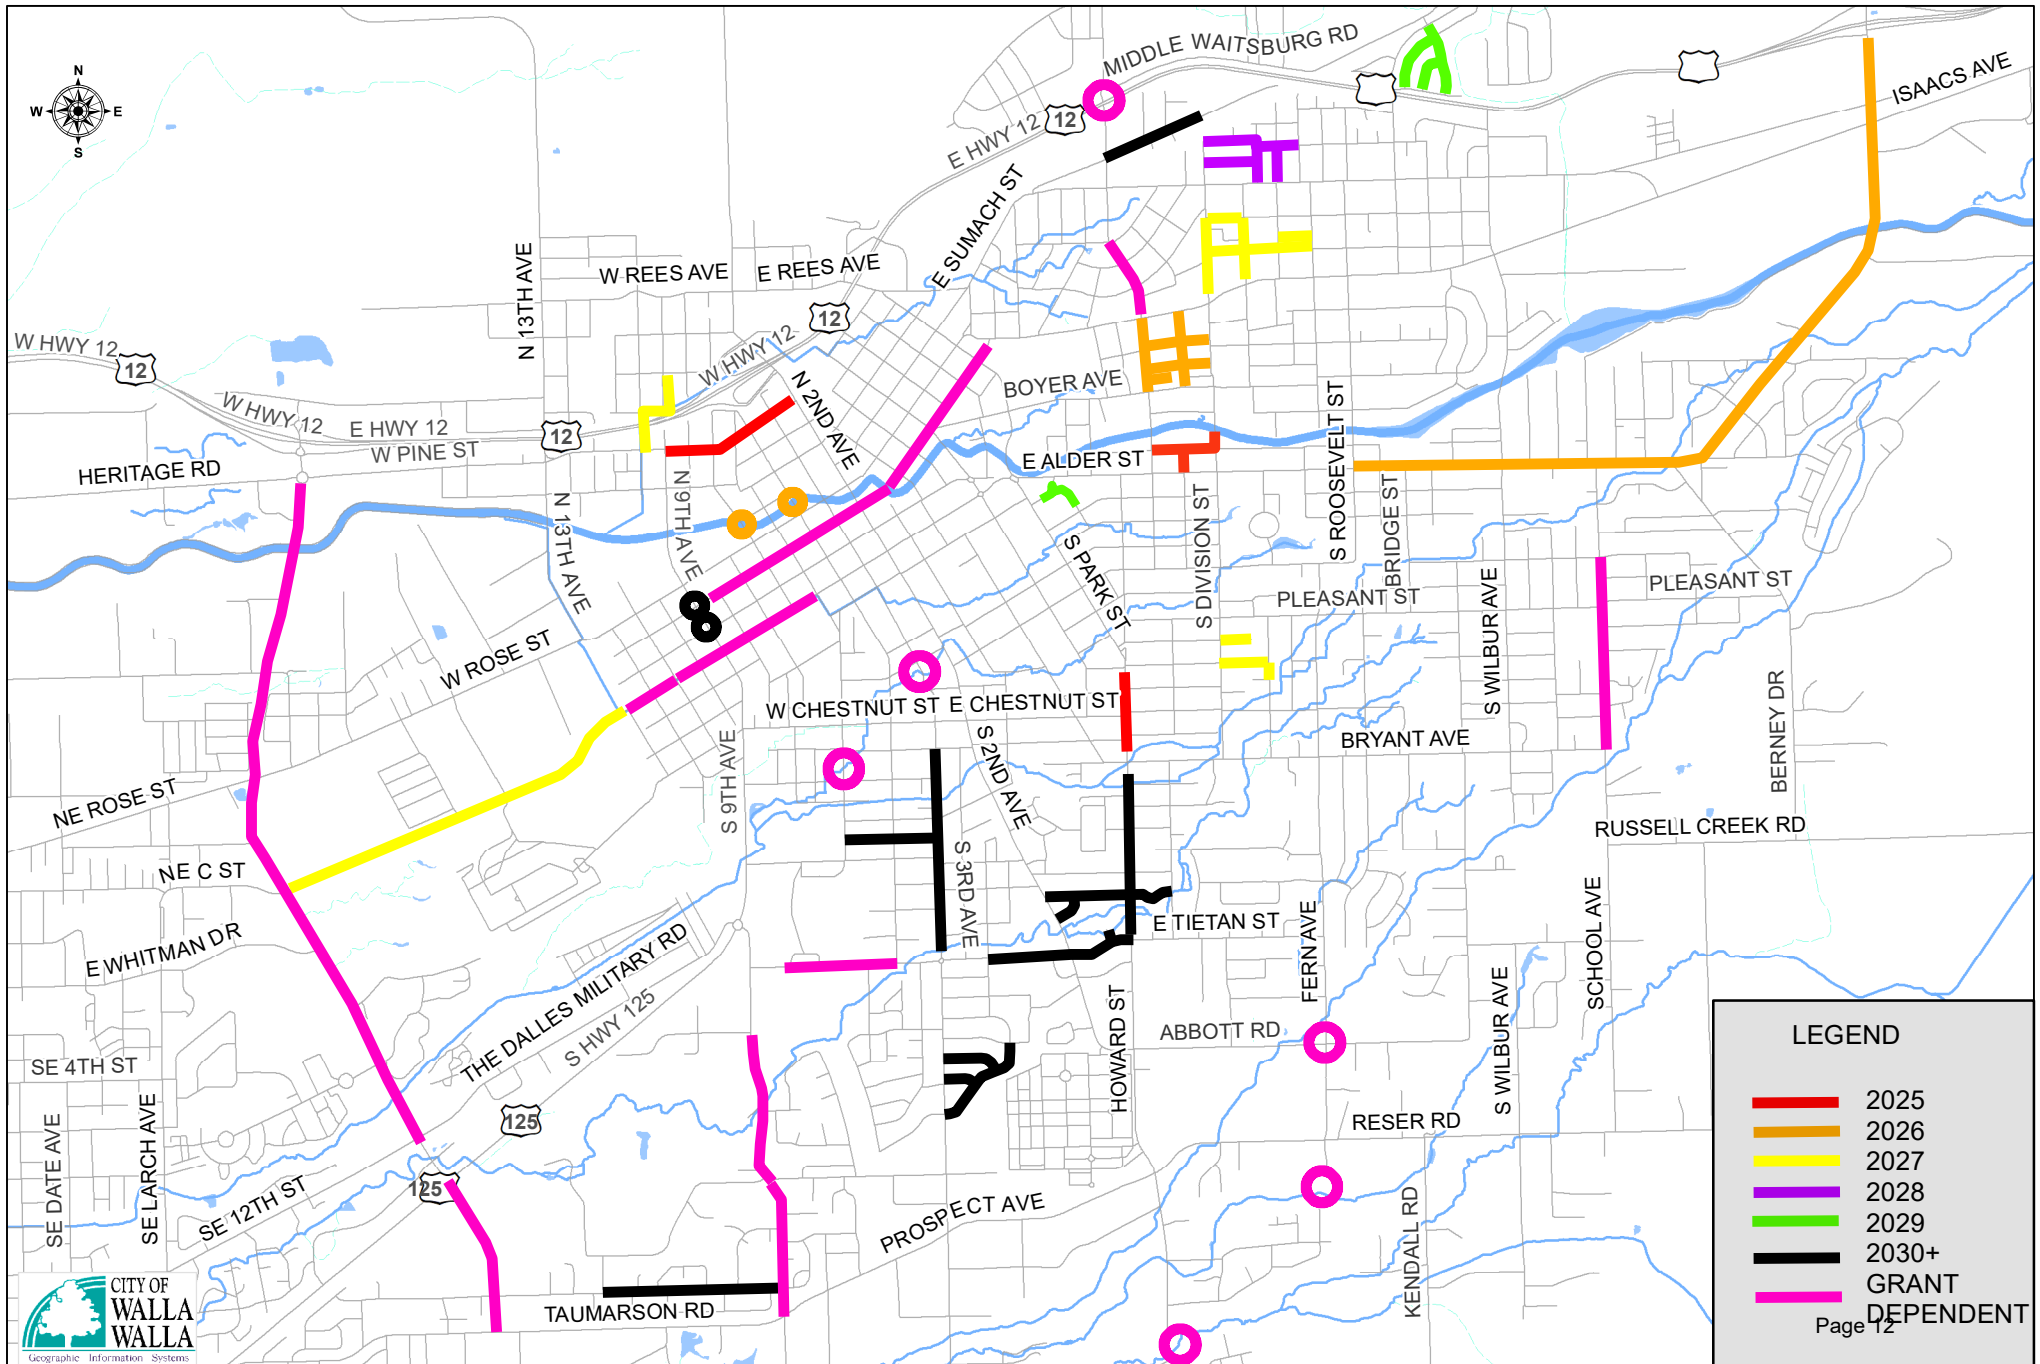 MIDDLE WAITSBURG RD
ISAACS AVE
N
W E
S
12
E HWY 12
E SUMACH ST
N 13TH AVE
W REES AVE
E REES AVE
12
W HWY 12
W HWY 12
12
N 2ND AVE
BOYER AVE
S ROOSEVELT ST
W HWY 12
E HWY 12
12
W PINE ST
HERITAGE RD
E ALDER ST
N 9TH AVE
N 13TH AVE
S DIVISION ST
BRIDGE ST
S PARK ST
PLEASANT ST
PLEASANT ST
S WILBUR AVE
W ROSE ST
W CHESTNUT ST
E CHESTNUT ST
S 2ND AVE
S 9TH AVE
BRYANT AVE
BERNEY DR
NE ROSE ST
RUSSELL CREEK RD
NE C ST
S 3RD AVE
E TIETAN ST
FERN AVE
SCHOOL AVE
E WHITMAN DR
THE DALLES MILITARY RD
S HWY 125
HOWARD ST
ABBOTT RD
S WILBUR AVE
SE 4TH ST
SE DATE AVE
SE LARCH AVE
125
RESER RD
125
SE 12TH ST
PROSPECT AVE
KENDALL RD
TAUMARSON RD
CITY OF
WALLA
WALLA
Geographic Information Systems
LEGEND
2025
2026
2027
2028
2029
2030+
GRANT
DEPENDENT
Page 12